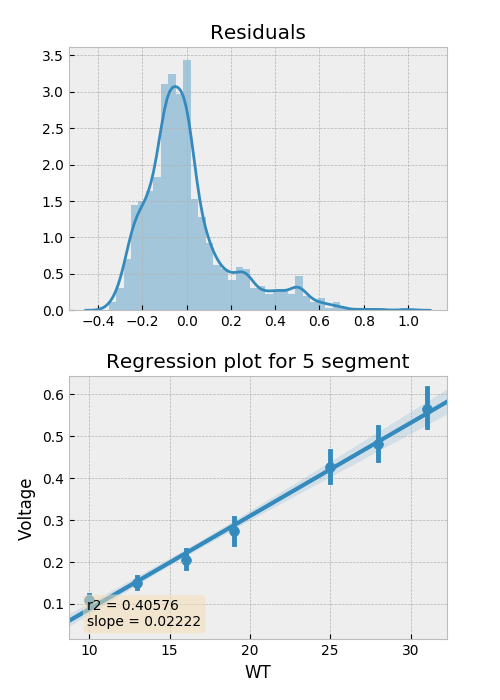 Residuals
3.5
3.0
2.5
2.0
1.5
1.0
0.5
0.0
−0.4 −0.2 0.0 0.2 0.4 0.6 0.8 1.0
Regression plot for 5 segment
0.6
0.5
0.4
0.3
0.2
0.1
Voltage
r2 = 0.40576
slope = 0.02222
10 15 20 25 30
WT